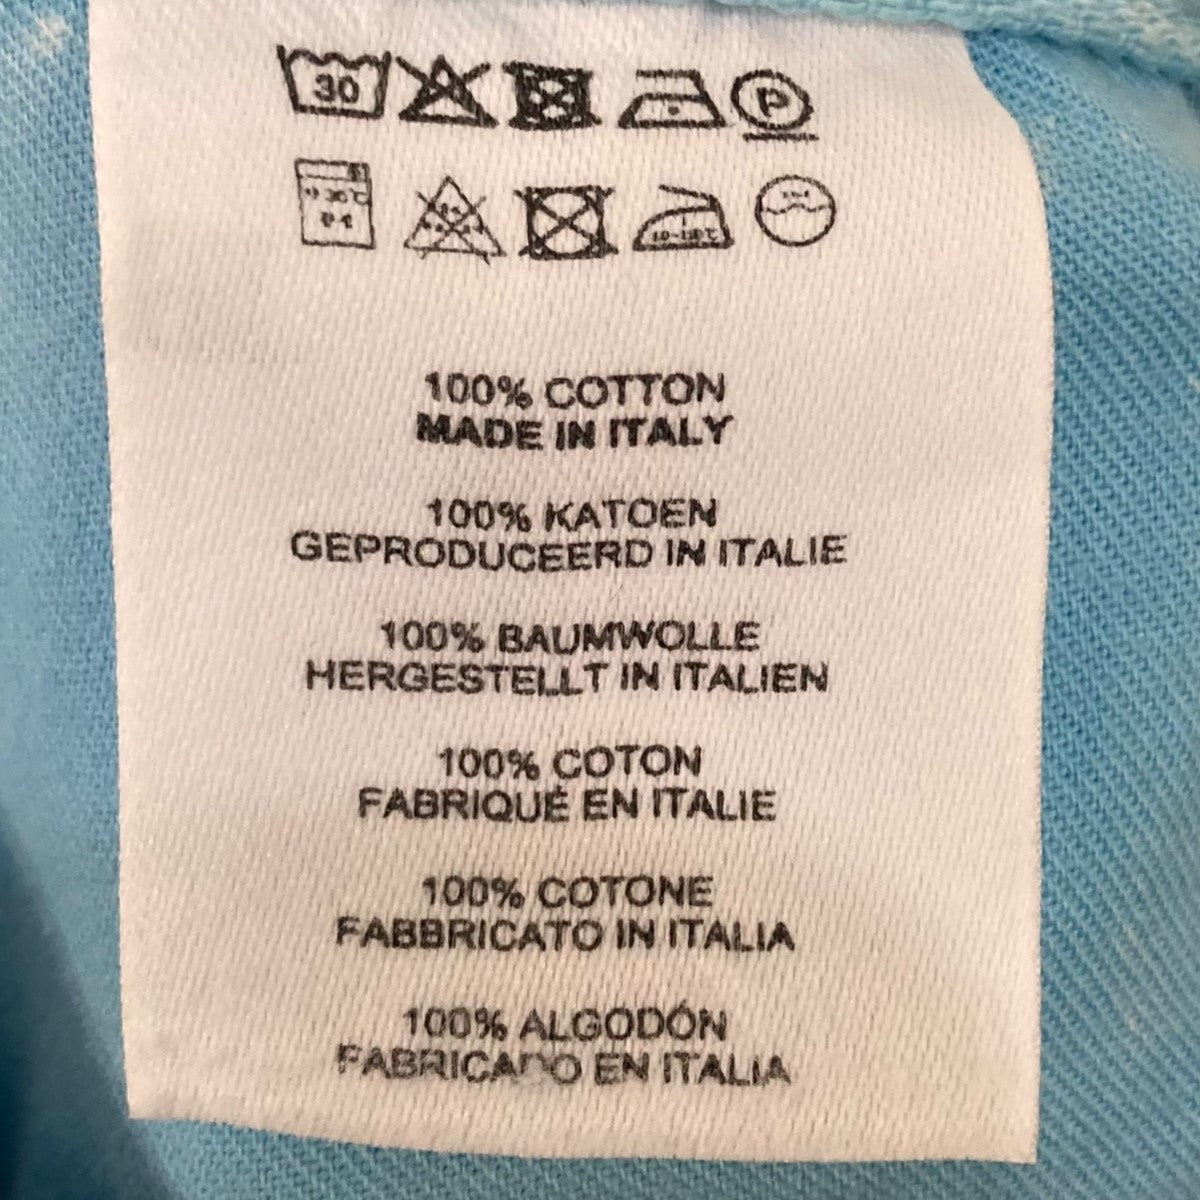 30
P
100% COTTON
MADE IN ITALY
100% KATOEN
GEPRODUCEERD IN ITALIE
100% BAUMWOLLE
HERGESTELLT IN ITALIEN
100% COTON
FABRIQUÉ EN ITALIE
100% COTONE
FABBRICATO IN ITALIA
100% ALGODÓN
FABRICADO EN ITALIA